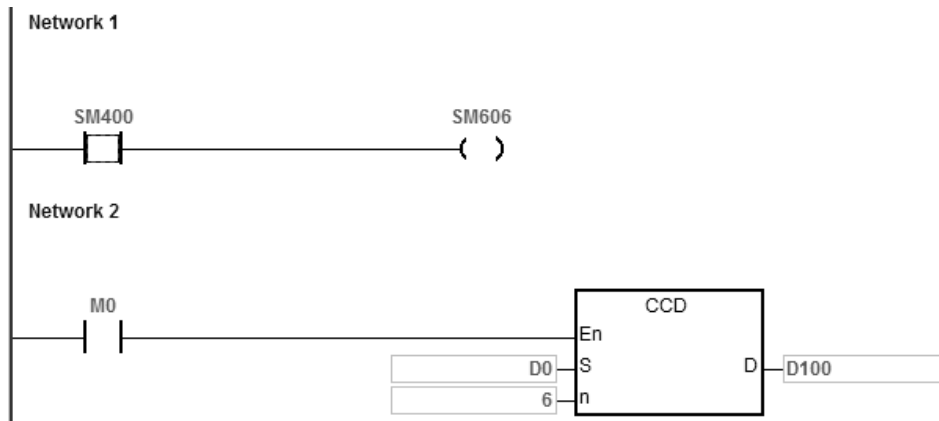 Network 1
SM400 SM606
Network 2
M0
CCD
En
D0 S D D100
6 n